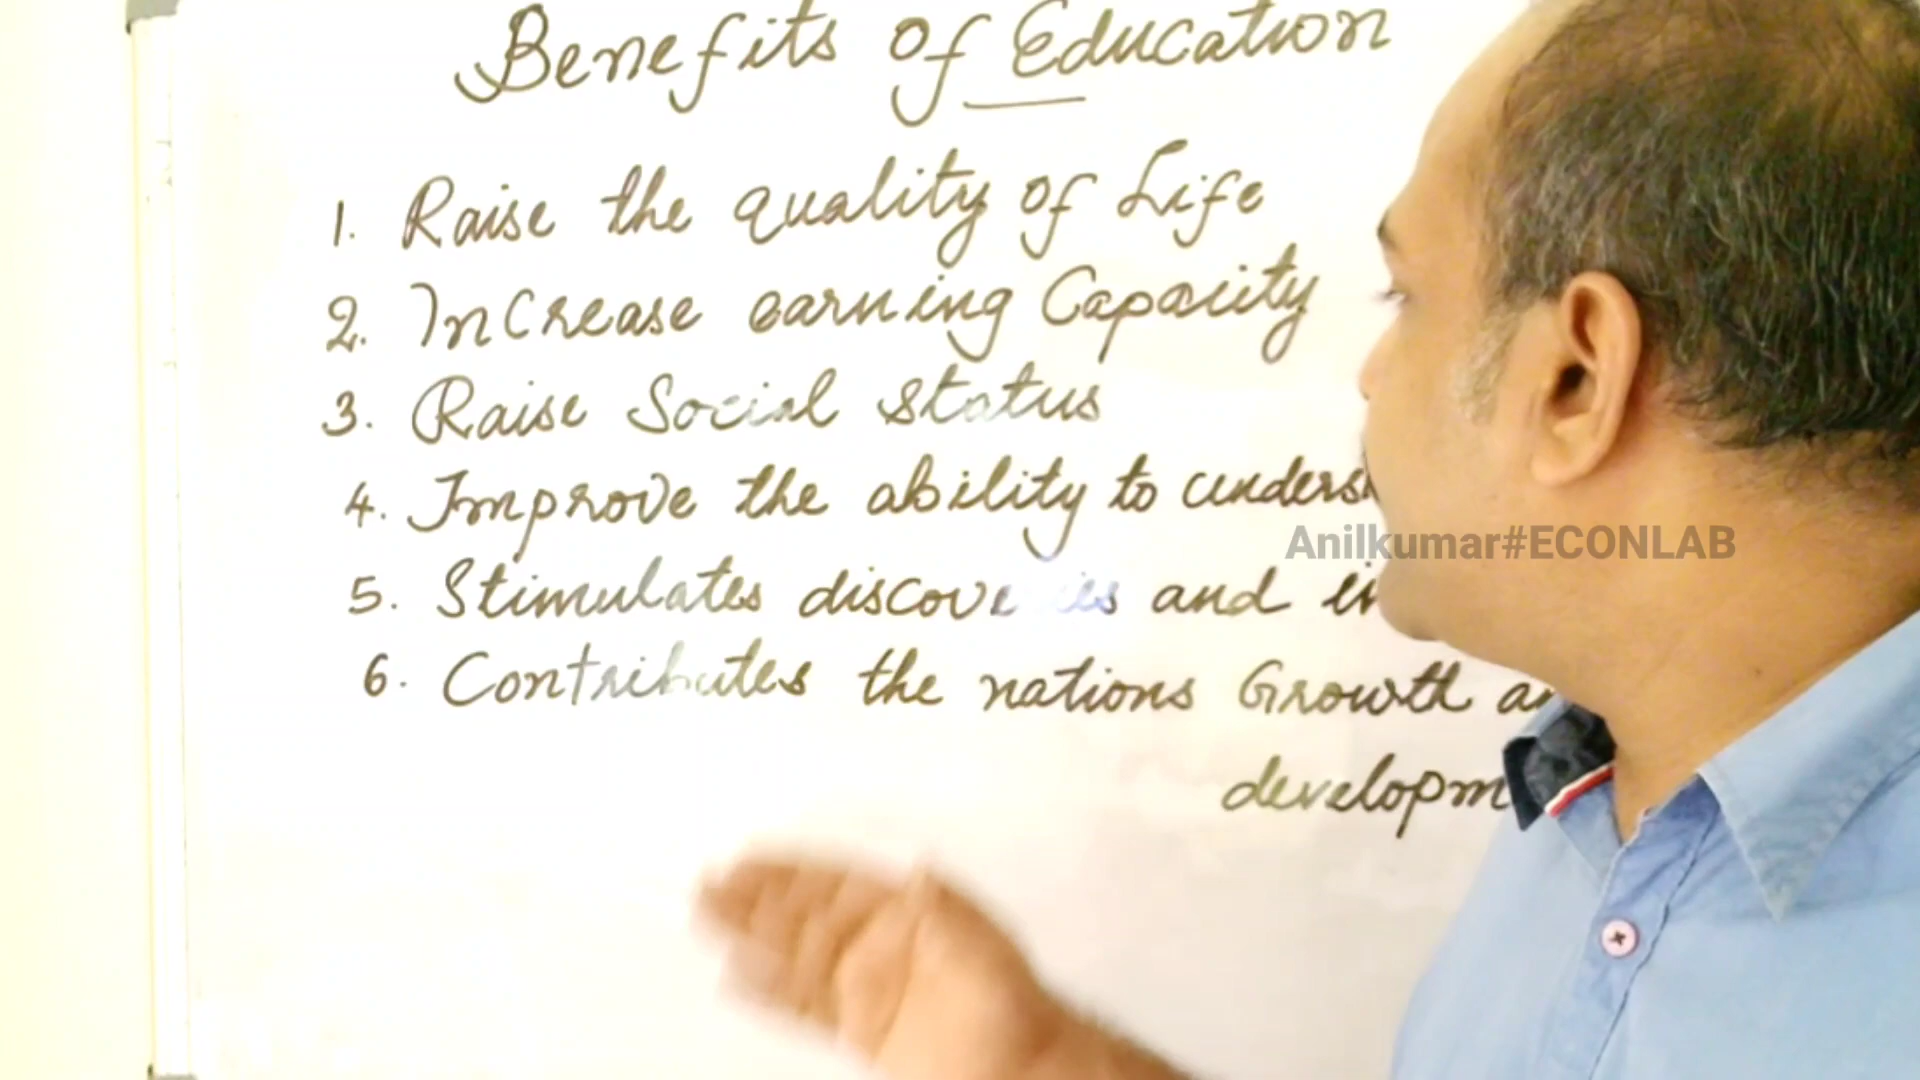 Benefits of Education
1. Raise the quality of Life
2. Increase earning Capacity
3. Raise Social Status
4. Improve the ability to
Anilkumar#ECONLAB
5. Stimulates discoveries and
6. Contributes the nations Growth